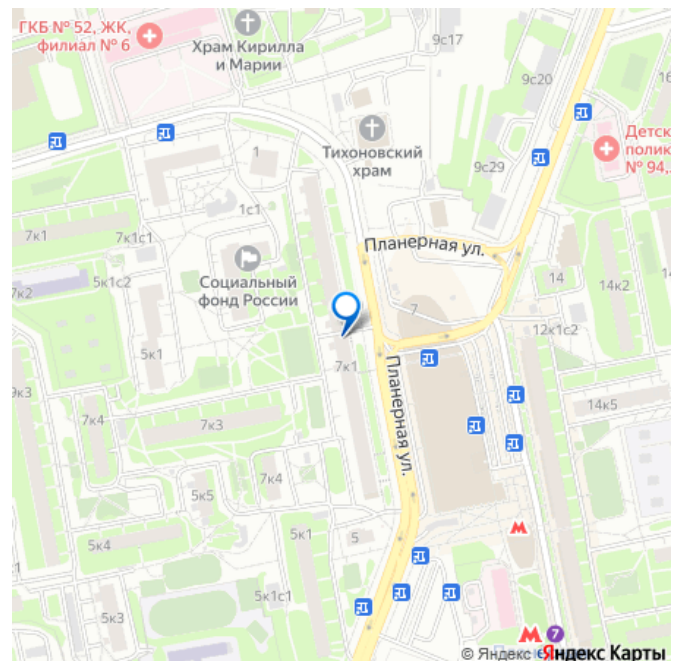 ГКБ № 52, ЖК,
филиал № 6
Храм Кирилла
и Марии
9с17
9с20
16
Детск
полик
№ 94,
Тихоновский
храм
9с29
1
1с1
7к1
7к1с1
Планерная ул.
Социальный
фонд России
7к2
5к1с2
14
14к2
7
12к1с2
5к1
7к1
9к3
7к4
7к3
Планерная ул.
14к5
7к4
5к5
5к1
5
5к4
5к1с1
5к3
7
© Яндекс
Яндекс Карты